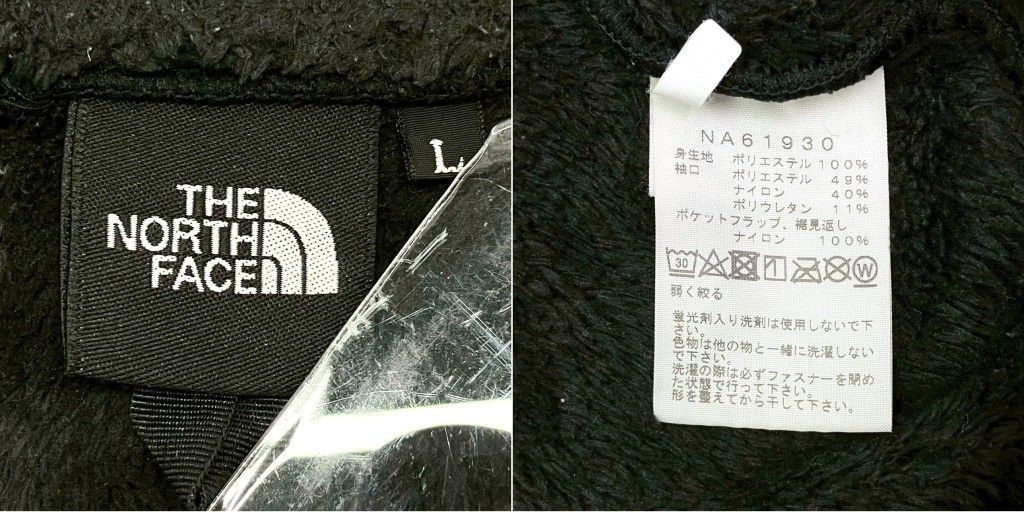 THE
NORTH
FACE
L
NA61930
身生地 ポリエステル 100%
袖口 ポリエステル 49%
ナイロン 40%
ポリウレタン 11%
ポケットフラップ、裾見返し
ナイロン 100%
30 W
弱く絞る
蛍光剤入り洗剤は使用しないで下
さい。
色物は他の物と一緒に洗濯しない
で下さい。
洗濯の際は必ずファスナーを閉め
た状態で行って下さい。
形を整えてから干して下さい。